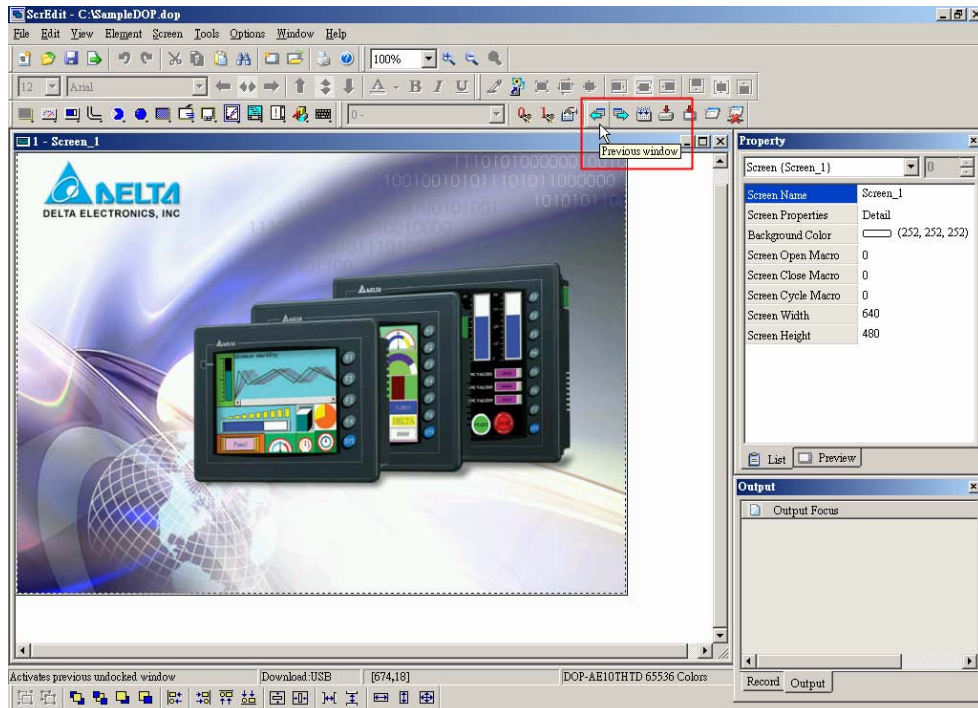 ScrEdit - C:\SampleDOP.dop
File Edit View Element Screen Tools Options Window Help
100%
12 Arial
A - B I U
0 -
Previous window
1 - Screen_1
DELTA
DELTA ELECTRONICS, INC
Property
Screen {Screen_1} 0
Screen Name Screen_1
Screen Properties Detail
Background Color (252, 252, 252)
Screen Open Macro 0
Screen Close Macro 0
Screen Cycle Macro 0
Screen Width 640
Screen Height 480
List Preview
Output
Output Focus
Record Output
Activates previous undocked window Download:USB [674,18] DOP-AE10THTD 65536 Colors